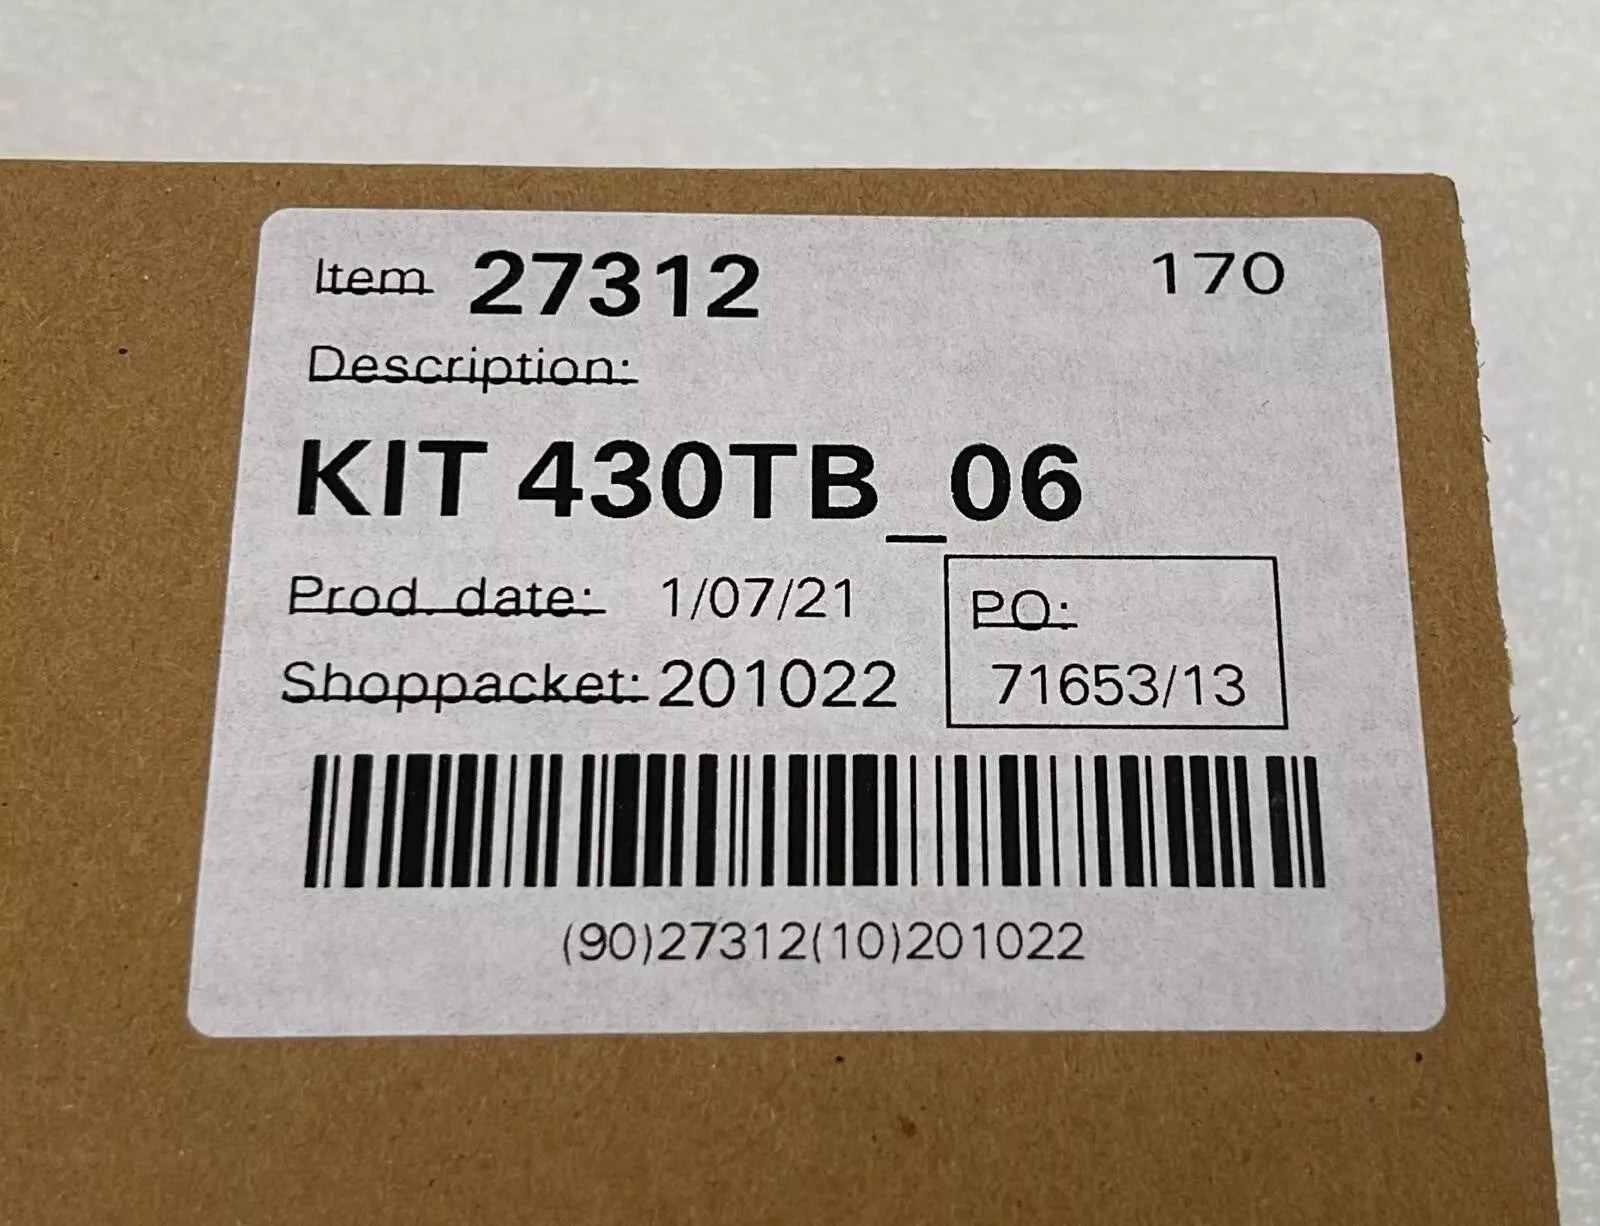 Item 27312 170
Description:
KIT 430TB_06
Prod. date: 1/07/21
PO:
Shoppacket: 201022
71653/13
(90)27312(10)201022